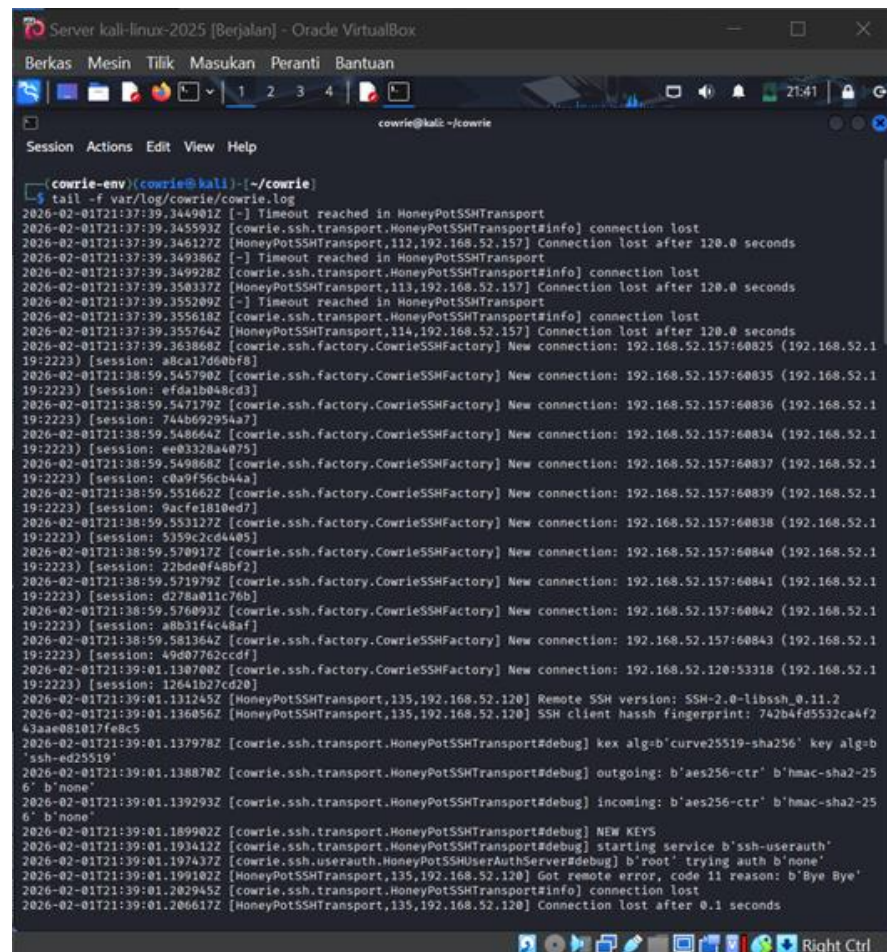 Server kali-linux-2025 [Berjalan] - Oracle VirtualBox
Berkas Mesin Tilik Masukan Peranti Bantuan
1 2 3 4 21:41
cowrie@kali: ~/cowrie
Session Actions Edit View Help
(cowrie-env)(cowrie㉿kali)-[~/cowrie]
$ tail -f var/log/cowrie/cowrie.log
2026-02-01T21:37:39.344901Z [-] Timeout reached in HoneyPotSSHTransport
2026-02-01T21:37:39.345593Z [cowrie.ssh.transport.HoneyPotSSHTransport#info] connection lost
2026-02-01T21:37:39.346127Z [HoneyPotSSHTransport,112,192.168.52.157] Connection lost after 120.0 seconds
2026-02-01T21:37:39.349386Z [-] Timeout reached in HoneyPotSSHTransport
2026-02-01T21:37:39.349928Z [cowrie.ssh.transport.HoneyPotSSHTransport#info] connection lost
2026-02-01T21:37:39.350337Z [HoneyPotSSHTransport,113,192.168.52.157] Connection lost after 120.0 seconds
2026-02-01T21:37:39.355209Z [-] Timeout reached in HoneyPotSSHTransport
2026-02-01T21:37:39.355618Z [cowrie.ssh.transport.HoneyPotSSHTransport#info] connection lost
2026-02-01T21:37:39.355764Z [HoneyPotSSHTransport,114,192.168.52.157] Connection lost after 120.0 seconds
2026-02-01T21:37:39.363868Z [cowrie.ssh.factory.CowrieSSHFactory] New connection: 192.168.52.157:60825 (192.168.52.1
19:2223) [session: a8ca17d60bf8]
2026-02-01T21:38:59.545790Z [cowrie.ssh.factory.CowrieSSHFactory] New connection: 192.168.52.157:60835 (192.168.52.1
19:2223) [session: efda1b048cd3]
2026-02-01T21:38:59.547179Z [cowrie.ssh.factory.CowrieSSHFactory] New connection: 192.168.52.157:60836 (192.168.52.1
19:2223) [session: 744b692954a7]
2026-02-01T21:38:59.548664Z [cowrie.ssh.factory.CowrieSSHFactory] New connection: 192.168.52.157:60834 (192.168.52.1
19:2223) [session: ee03328a4075]
2026-02-01T21:38:59.549868Z [cowrie.ssh.factory.CowrieSSHFactory] New connection: 192.168.52.157:60837 (192.168.52.1
19:2223) [session: c0a9f56cb44a]
2026-02-01T21:38:59.551662Z [cowrie.ssh.factory.CowrieSSHFactory] New connection: 192.168.52.157:60839 (192.168.52.1
19:2223) [session: 9acfe1810ed7]
2026-02-01T21:38:59.553127Z [cowrie.ssh.factory.CowrieSSHFactory] New connection: 192.168.52.157:60838 (192.168.52.1
19:2223) [session: 5359c2cd4405]
2026-02-01T21:38:59.570917Z [cowrie.ssh.factory.CowrieSSHFactory] New connection: 192.168.52.157:60840 (192.168.52.1
19:2223) [session: 22bde0f48bf2]
2026-02-01T21:38:59.571979Z [cowrie.ssh.factory.CowrieSSHFactory] New connection: 192.168.52.157:60841 (192.168.52.1
19:2223) [session: d278a011c76b]
2026-02-01T21:38:59.576093Z [cowrie.ssh.factory.CowrieSSHFactory] New connection: 192.168.52.157:60842 (192.168.52.1
19:2223) [session: a8b31f4c48af]
2026-02-01T21:38:59.581364Z [cowrie.ssh.factory.CowrieSSHFactory] New connection: 192.168.52.157:60843 (192.168.52.1
19:2223) [session: 49d07762ccdf]
2026-02-01T21:39:01.130700Z [cowrie.ssh.factory.CowrieSSHFactory] New connection: 192.168.52.120:53318 (192.168.52.1
19:2223) [session: 12641b27cd20]
2026-02-01T21:39:01.131245Z [HoneyPotSSHTransport,135,192.168.52.120] Remote SSH version: SSH-2.0-libssh_0.11.2
2026-02-01T21:39:01.136056Z [HoneyPotSSHTransport,135,192.168.52.120] SSH client hassh fingerprint: 742b4fd5532ca4f2
43aae081017fe8c5
2026-02-01T21:39:01.137978Z [cowrie.ssh.transport.HoneyPotSSHTransport#debug] kex alg=b'curve25519-sha256' key alg=b
'ssh-ed25519'
2026-02-01T21:39:01.138870Z [cowrie.ssh.transport.HoneyPotSSHTransport#debug] outgoing: b'aes256-ctr' b'hmac-sha2-25
6' b'none'
2026-02-01T21:39:01.139293Z [cowrie.ssh.transport.HoneyPotSSHTransport#debug] incoming: b'aes256-ctr' b'hmac-sha2-25
6' b'none'
2026-02-01T21:39:01.189902Z [cowrie.ssh.transport.HoneyPotSSHTransport#debug] NEW KEYS
2026-02-01T21:39:01.193412Z [cowrie.ssh.transport.HoneyPotSSHTransport#debug] starting service b'ssh-userauth'
2026-02-01T21:39:01.197437Z [cowrie.ssh.userauth.HoneyPotSSHUserAuthServer#debug] b'root' trying auth b'none'
2026-02-01T21:39:01.199102Z [HoneyPotSSHTransport,135,192.168.52.120] Got remote error, code 11 reason: b'Bye Bye'
2026-02-01T21:39:01.202945Z [cowrie.ssh.transport.HoneyPotSSHTransport#info] connection lost
2026-02-01T21:39:01.206617Z [HoneyPotSSHTransport,135,192.168.52.120] Connection lost after 0.1 seconds
Right Ctrl